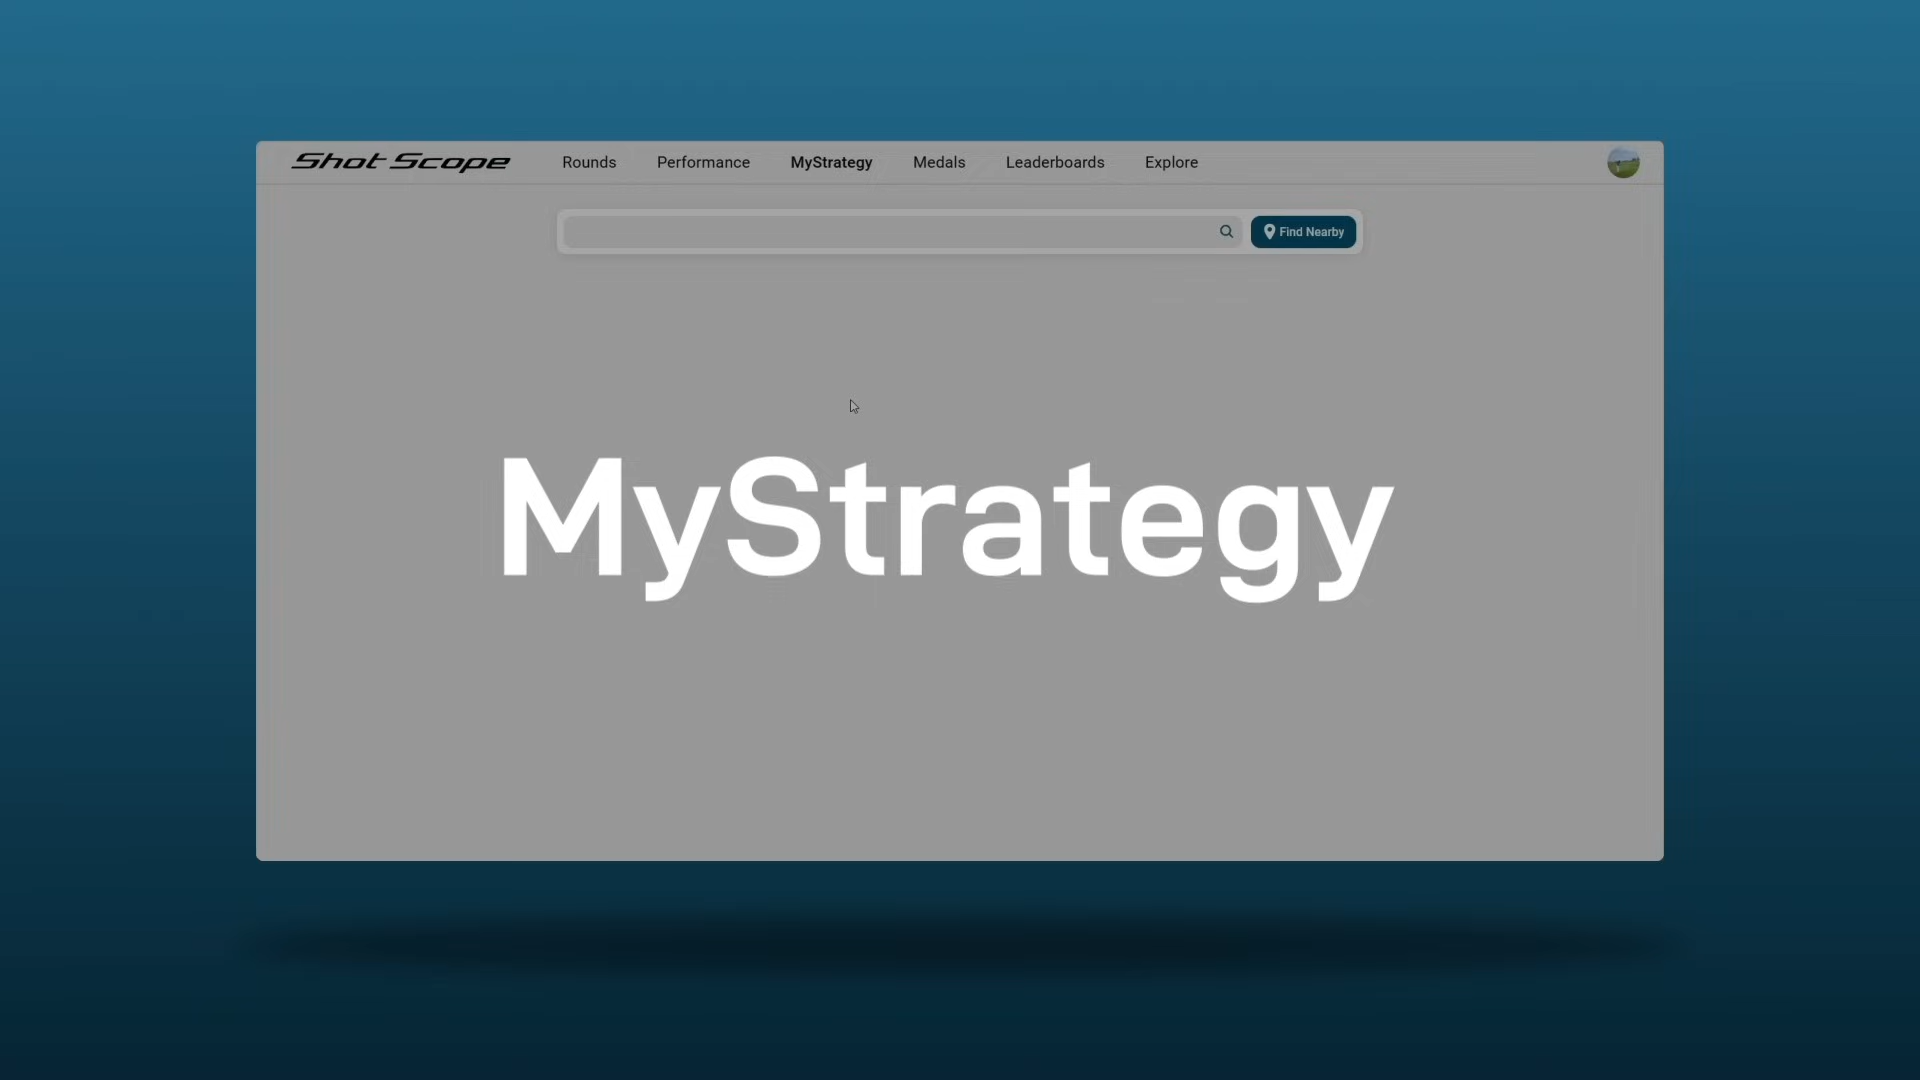 Shot Scope Rounds Performance MyStrategy Medals Leaderboards Explore
Find Nearby
MyStrategy